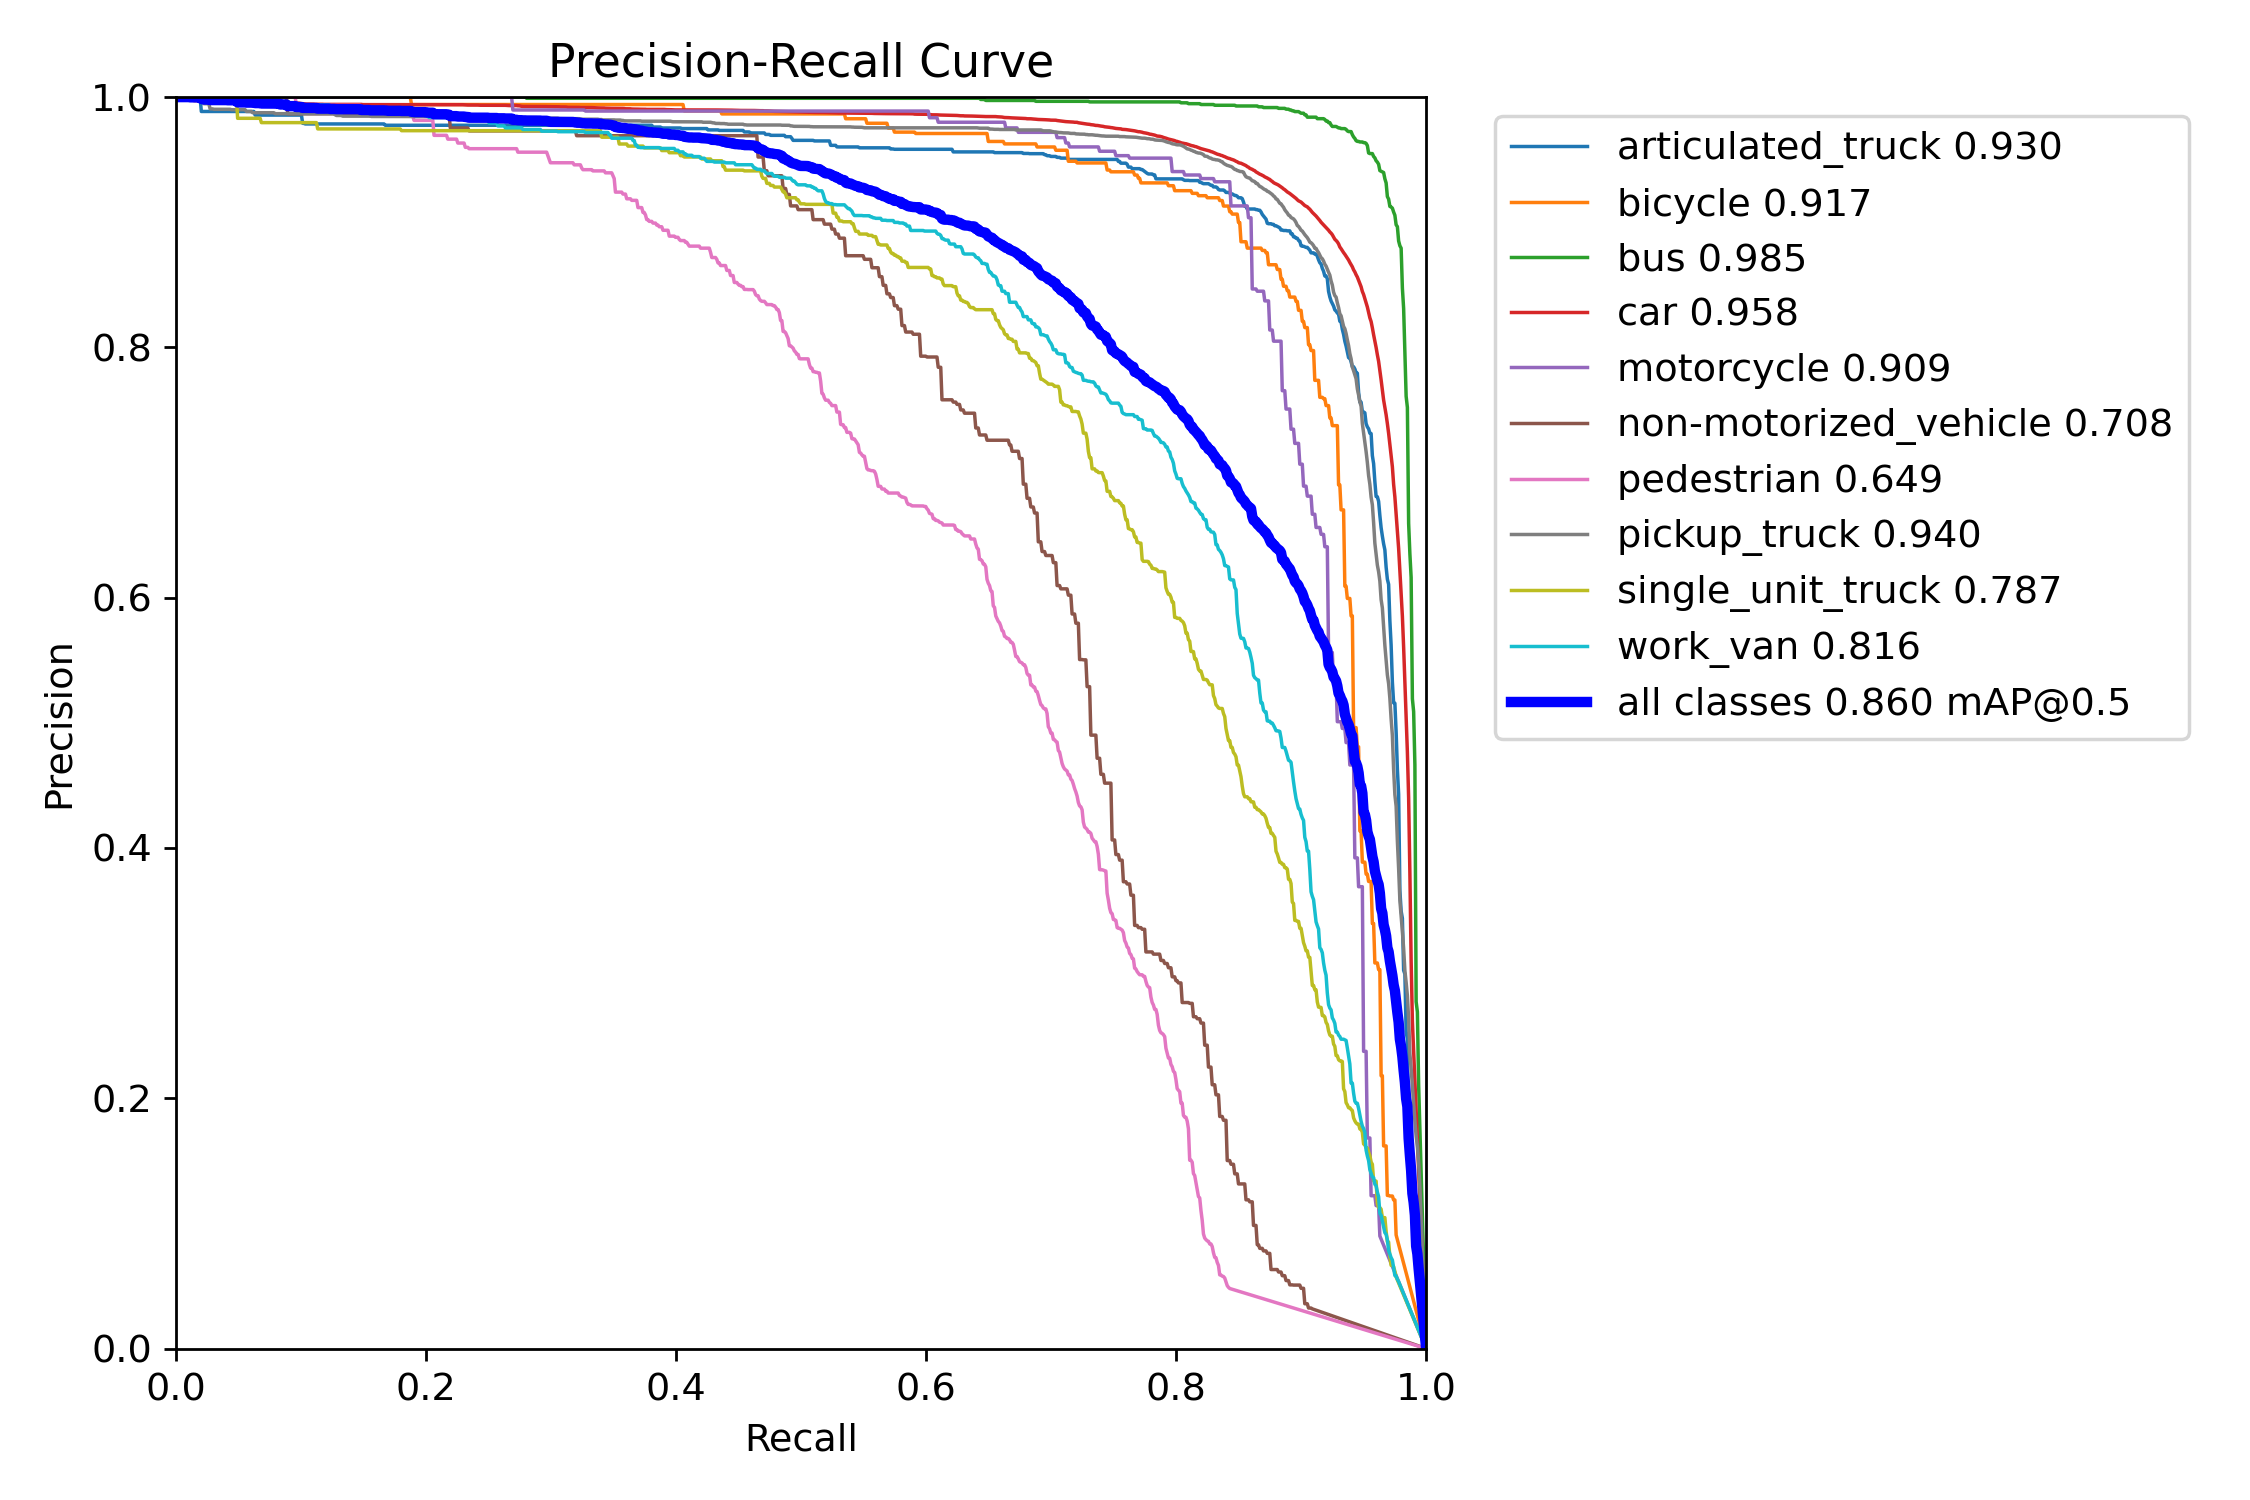 Precision-Recall Curve
1.0
0.8
0.6
0.4
0.2
0.0
Precision
0.0 0.2 0.4 0.6 0.8 1.0
Recall
articulated_truck 0.930
bicycle 0.917
bus 0.985
car 0.958
motorcycle 0.909
non-motorized_vehicle 0.708
pedestrian 0.649
pickup_truck 0.940
single_unit_truck 0.787
work_van 0.816
all classes 0.860 mAP@0.5